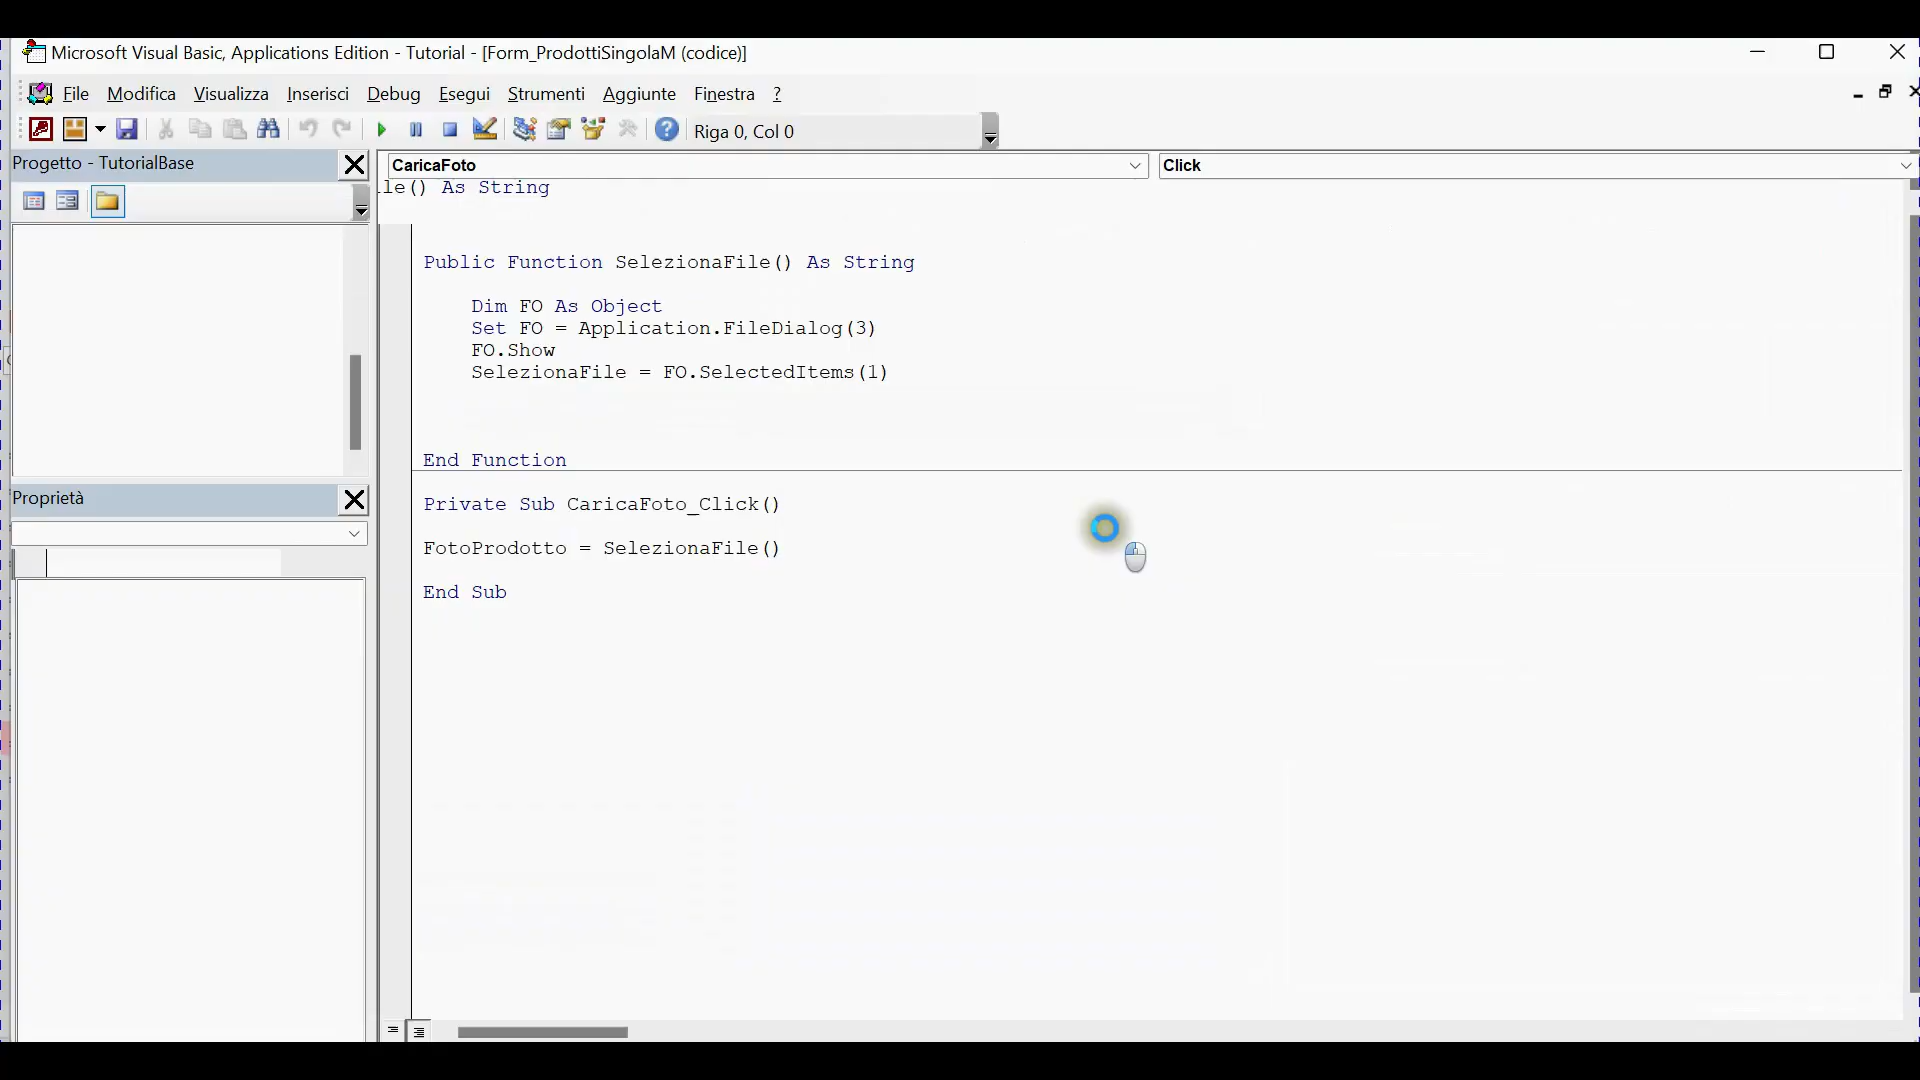 Microsoft Visual Basic, Applications Edition - Tutorial - [Form_ProdottiSingolaM (codice)]
File Modifica Visualizza Inserisci Debug Esegui Strumenti Aggiunte Finestra ?
Riga 0, Col 0
Progetto - TutorialBase
CaricaFoto Click
le() As String
Public Function SelezionaFile() As String
Dim FO As Object
Set FO = Application.FileDialog(3)
FO.Show
SelezionaFile = FO.SelectedItems(1)
End Function
Proprietà
Private Sub CaricaFoto_Click()
FotoProdotto = SelezionaFile()
End Sub